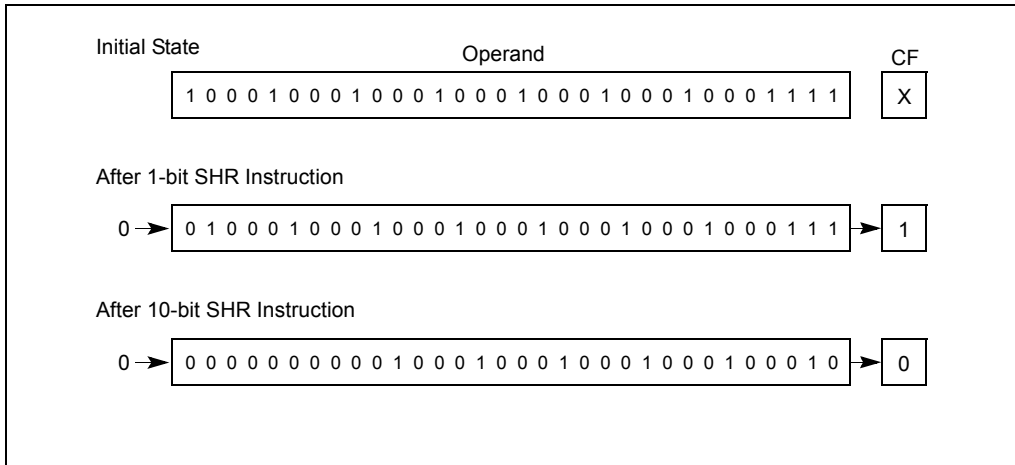 Initial State
Operand
CF
1 0 0 0 1 0 0 0 1 0 0 0 1 0 0 0 1 0 0 0 1 0 0 0 1 0 0 0 1 1 1 1
X
After 1-bit SHR Instruction
0
0 1 0 0 0 1 0 0 0 1 0 0 0 1 0 0 0 1 0 0 0 1 0 0 0 1 0 0 0 1 1 1
1
After 10-bit SHR Instruction
0
0 0 0 0 0 0 0 0 0 0 1 0 0 0 1 0 0 0 1 0 0 0 1 0 0 0 1 0 0 0 1 0
0